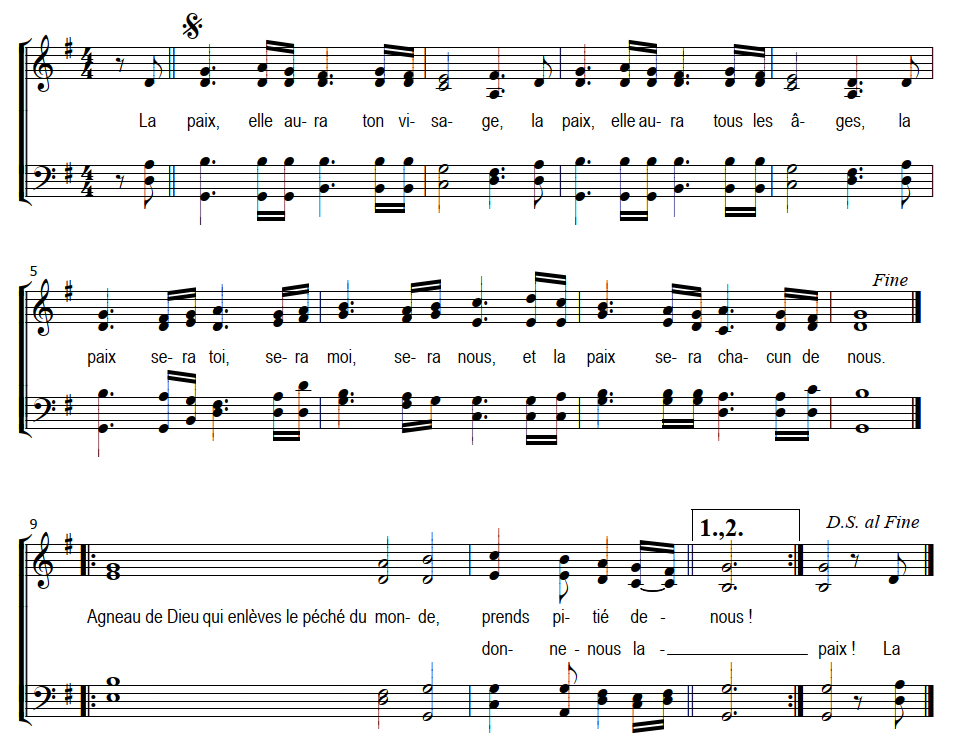 La paix, elle au- ra ton vi- sa- ge, la paix, elle au- ra tous les â- ges, la
5
Fine
paix se- ra toi, se- ra moi, se- ra nous, et la paix se- ra cha- cun de nous.
9
1.,2.
D.S. al Fine
Agneau de Dieu qui enlèves le péché du mon- de, prends pi- tié de - nous !
don- ne - nous la - paix ! La